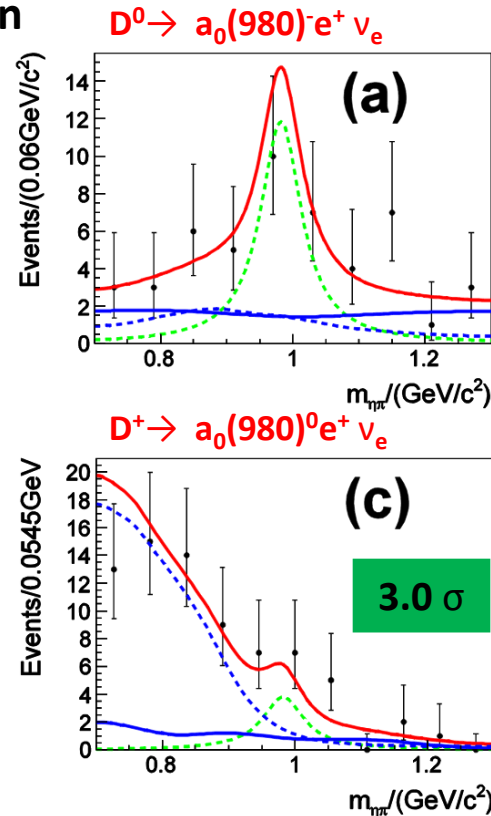 n
D⁰→ a₀(980)⁻e⁺ νₑ
(a)
Events/(0.06GeV/c²)
14
12
10
8
6
4
2
0
0.8 1 1.2
mηπ/(GeV/c²)
D⁺→ a₀(980)⁰e⁺ νₑ
(c)
3.0 σ
Events/0.0545GeV
20
18
16
14
12
10
8
6
4
2
0
0.8 1 1.2
mηπ/(GeV/c²)